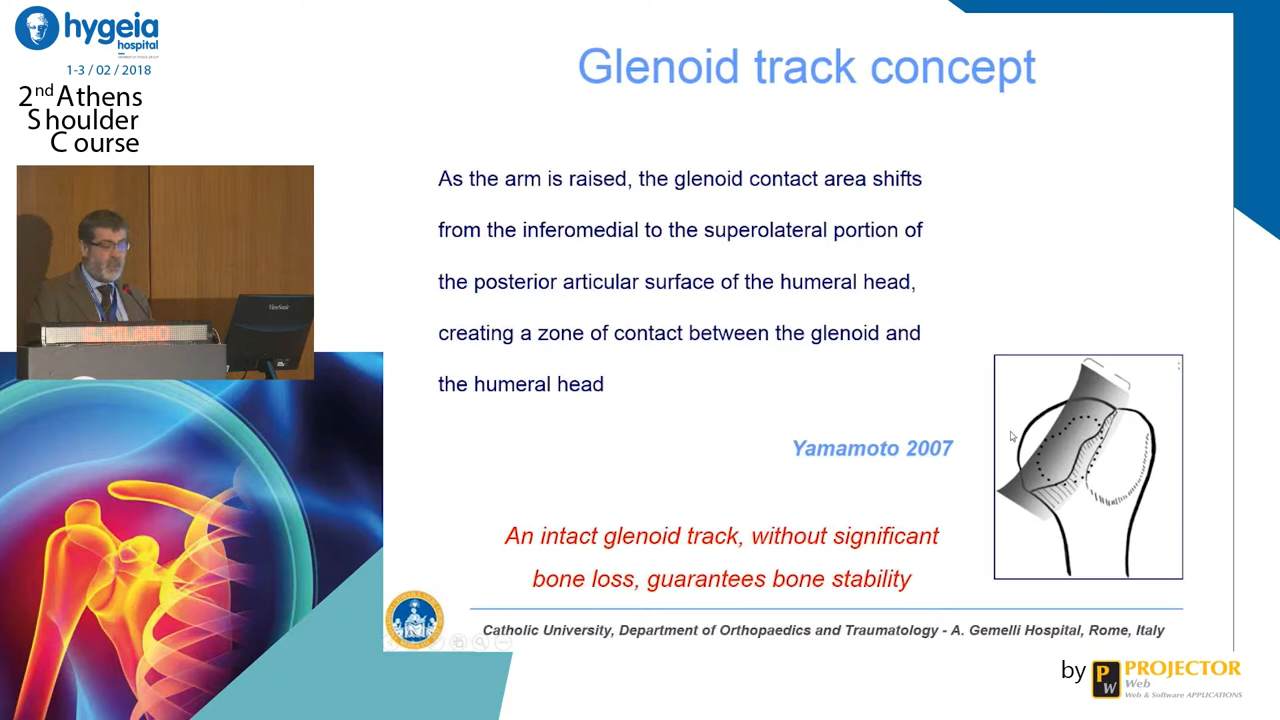 hygeia
hospital
1-3 / 02 / 2018
2nd Athens
Shoulder
Course
Glenoid track concept
As the arm is raised, the glenoid contact area shifts
from the inferomedial to the superolateral portion of
the posterior articular surface of the humeral head,
creating a zone of contact between the glenoid and
the humeral head
Yamamoto 2007
An intact glenoid track, without significant
bone loss, guarantees bone stability
Catholic University, Department of Orthopaedics and Traumatology - A. Gemelli Hospital, Rome, Italy
by PW PROJECTOR
Web
Web & Software APPLICATIONS